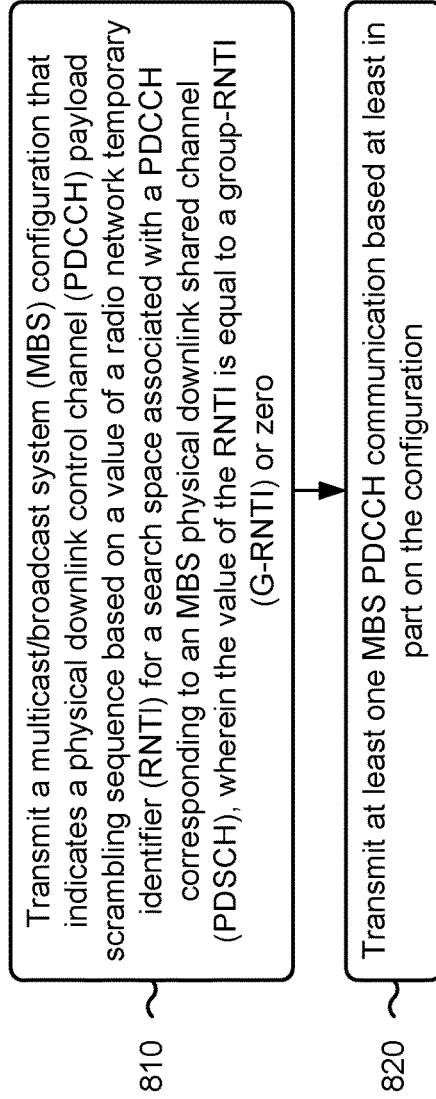 810
Transmit a multicast/broadcast system (MBS) configuration that
indicates a physical downlink control channel (PDCCH) payload
scrambling sequence based on a value of a radio network temporary
identifier (RNTI) for a search space associated with a PDCCH
corresponding to an MBS physical downlink shared channel
(PDSCH), wherein the value of the RNTI is equal to a group-RNTI
(G-RNTI) or zero
820
Transmit at least one MBS PDCCH communication based at least in
part on the configuration